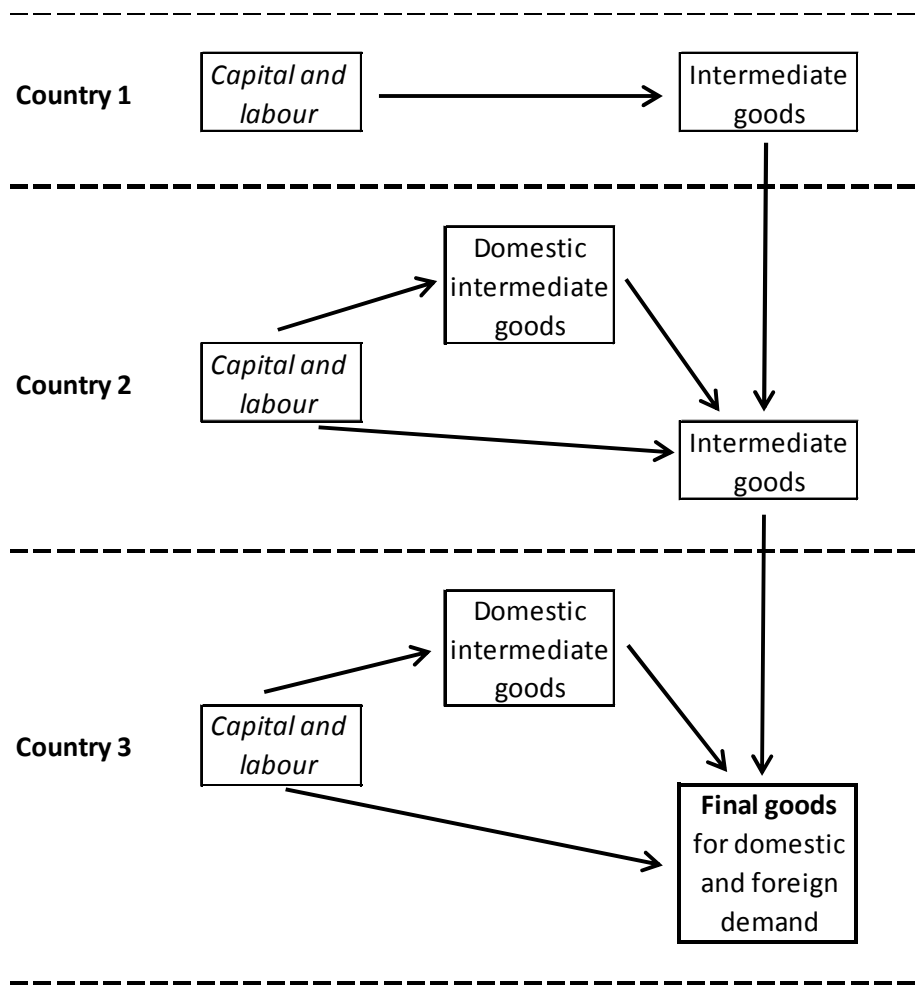 Country 1
Capital and
labour
Intermediate
goods
Country 2
Domestic
intermediate
goods
Capital and
labour
Intermediate
goods
Country 3
Domestic
intermediate
goods
Capital and
labour
Final goods
for domestic
and foreign
demand